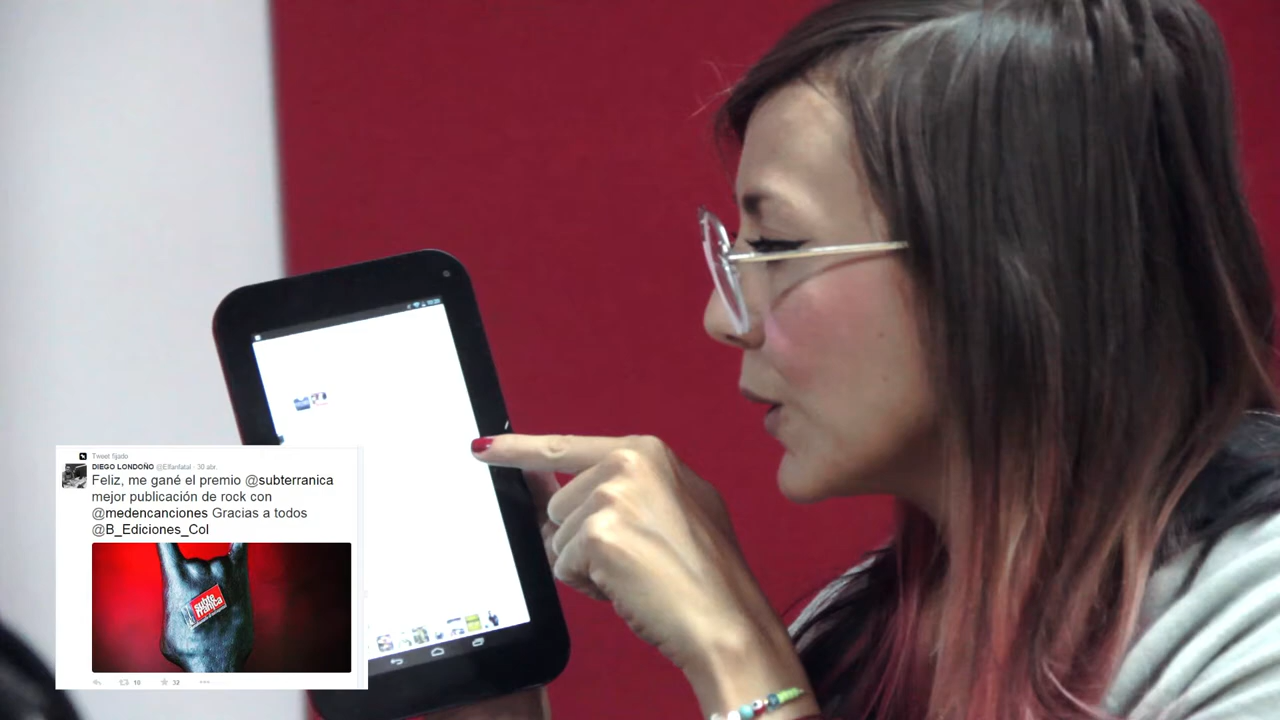 Tweet fijado
DIEGO LONDOÑO @Elfanfatal · 30 abr.
Feliz, me gané el premio @subterranica
mejor publicación de rock con
@medencanciones Gracias a todos
@B_Ediciones_Col
subte
rranica
10 32